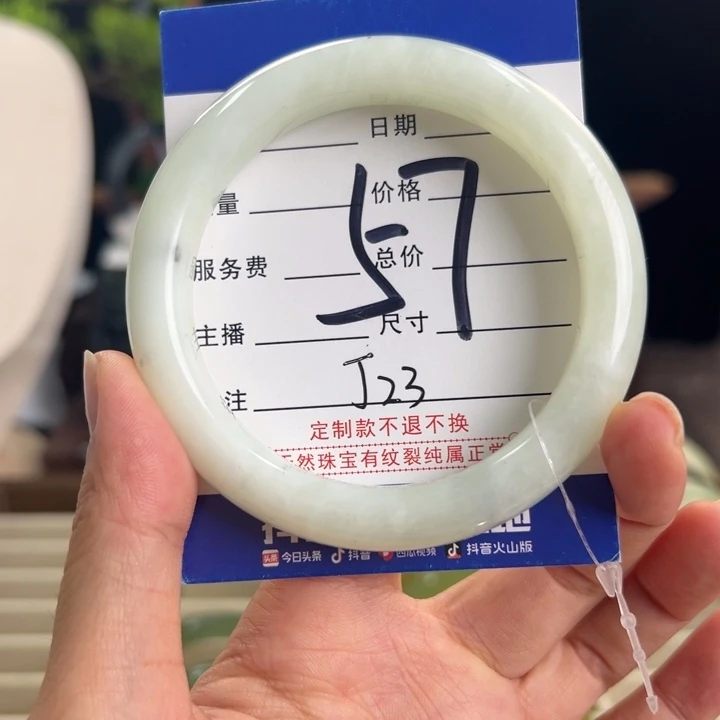 日期
量 价格
57
服务费 总价
主播 尺寸
注 J23
定制款不退不换
天然珠宝有纹裂纯属正常
今日头条 抖音 西瓜视频 抖音火山版